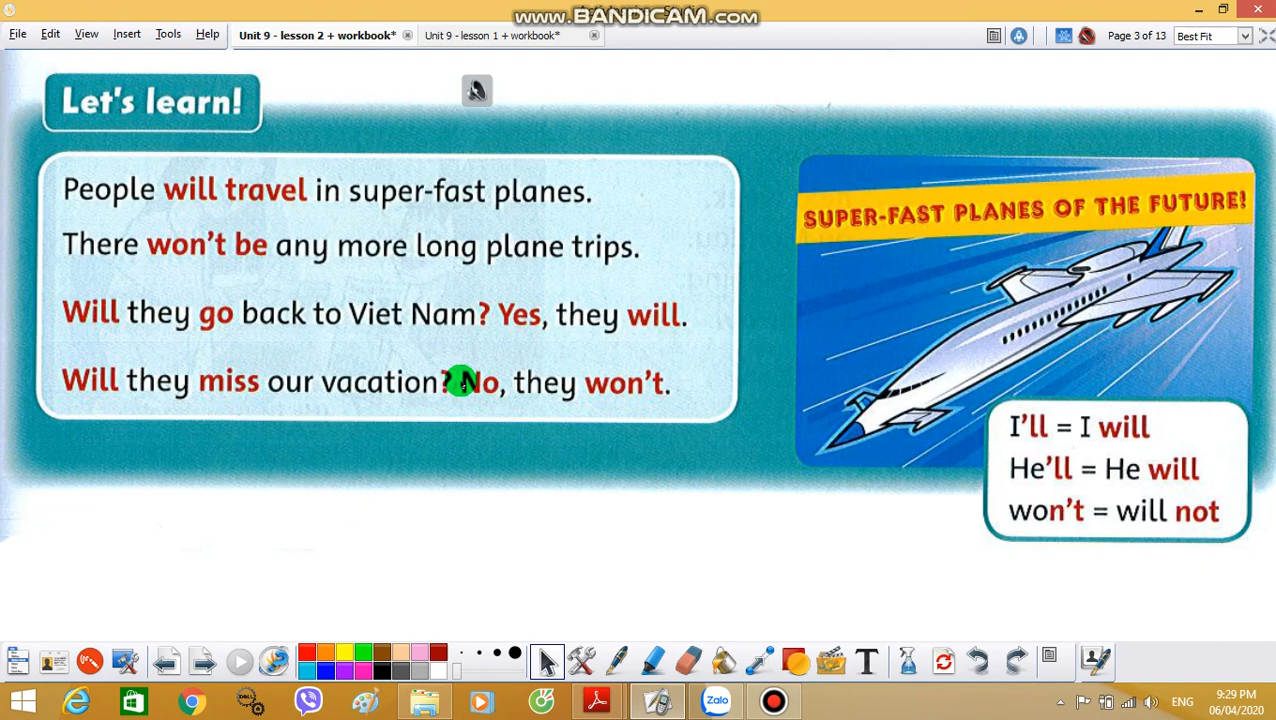 www.BANDICAM.com
File Edit View Insert Tools Help
Unit 9 - lesson 2 + workbook*
Unit 9 - lesson 1 + workbook*
Page 3 of 13
Best Fit
Let's learn!
People will travel in super-fast planes.
There won't be any more long plane trips.
Will they go back to Viet Nam? Yes, they will.
Will they miss our vacation? No, they won't.
SUPER-FAST PLANES OF THE FUTURE!
I'll = I will
He'll = He will
won't = will not
T
DELL
Zalo
ENG
9:29 PM
06/04/2020